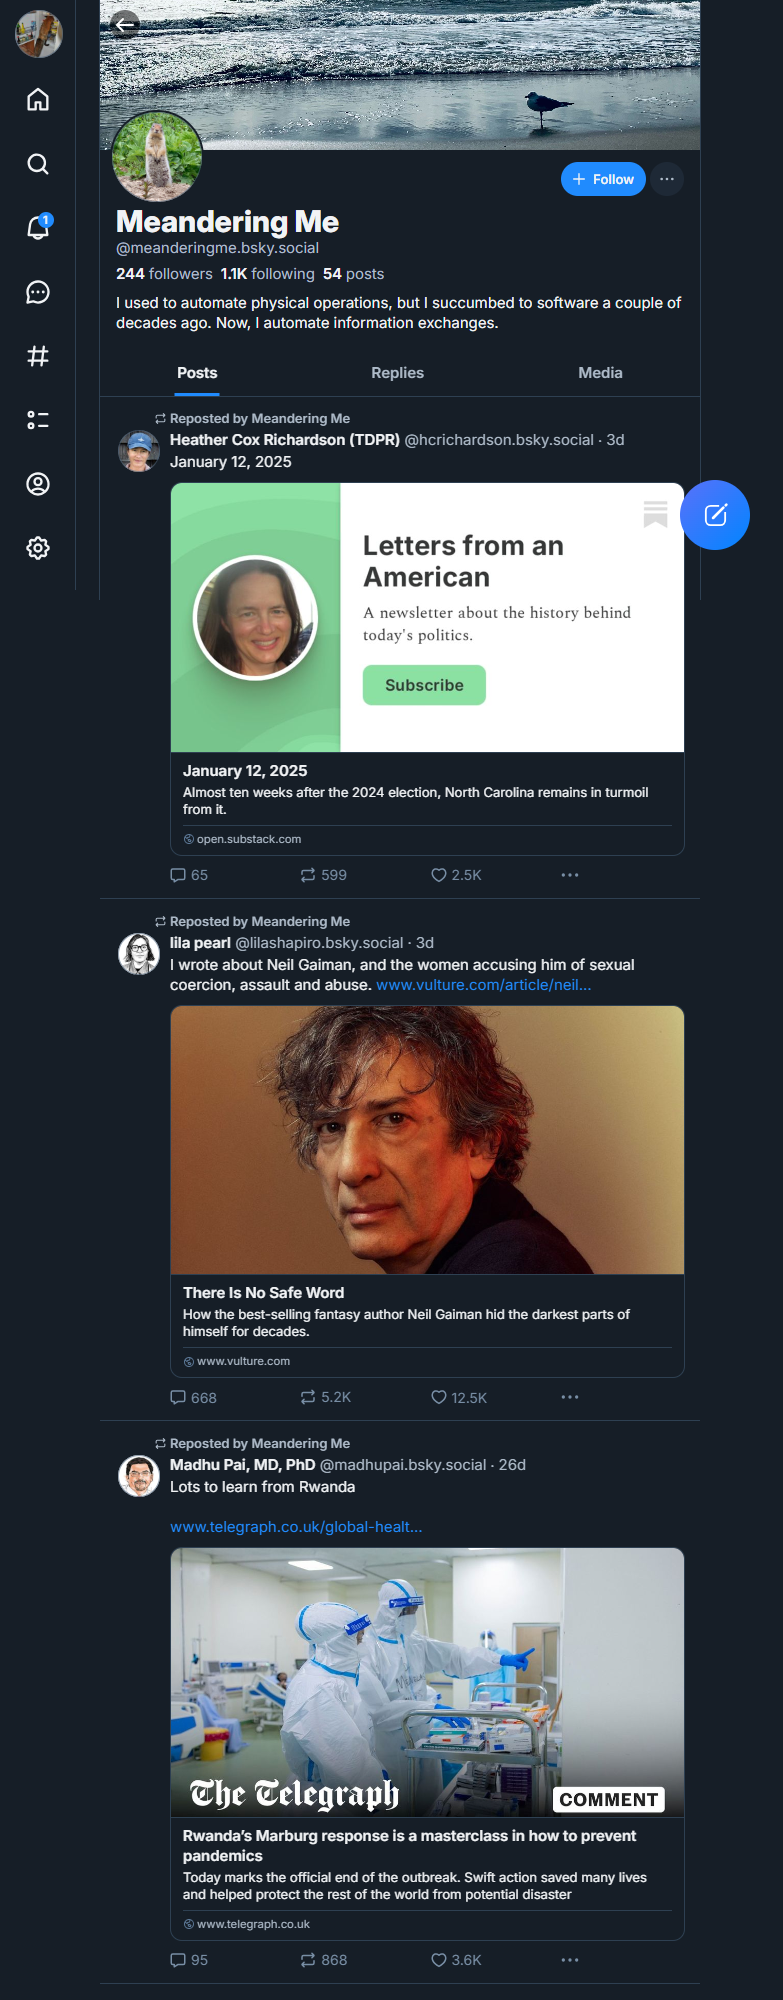 1
+ Follow
Meandering Me
@meanderingme.bsky.social
244 followers 1.1K following 54 posts
I used to automate physical operations, but I succumbed to software a couple of
decades ago. Now, I automate information exchanges.
Posts Replies Media
Reposted by Meandering Me
Heather Cox Richardson (TDPR) @hcrichardson.bsky.social · 3d
January 12, 2025
Letters from an
American
A newsletter about the history behind
today's politics.
Subscribe
January 12, 2025
Almost ten weeks after the 2024 election, North Carolina remains in turmoil
from it.
open.substack.com
65 599 2.5K
Reposted by Meandering Me
lila pearl @lilashapiro.bsky.social · 3d
I wrote about Neil Gaiman, and the women accusing him of sexual
coercion, assault and abuse. www.vulture.com/article/neil...
There Is No Safe Word
How the best-selling fantasy author Neil Gaiman hid the darkest parts of
himself for decades.
www.vulture.com
668 5.2K 12.5K
Reposted by Meandering Me
Madhu Pai, MD, PhD @madhupai.bsky.social · 26d
Lots to learn from Rwanda
www.telegraph.co.uk/global-healt...
The Telegraph
COMMENT
Rwanda’s Marburg response is a masterclass in how to prevent
pandemics
Today marks the official end of the outbreak. Swift action saved many lives
and helped protect the rest of the world from potential disaster
www.telegraph.co.uk
95 868 3.6K